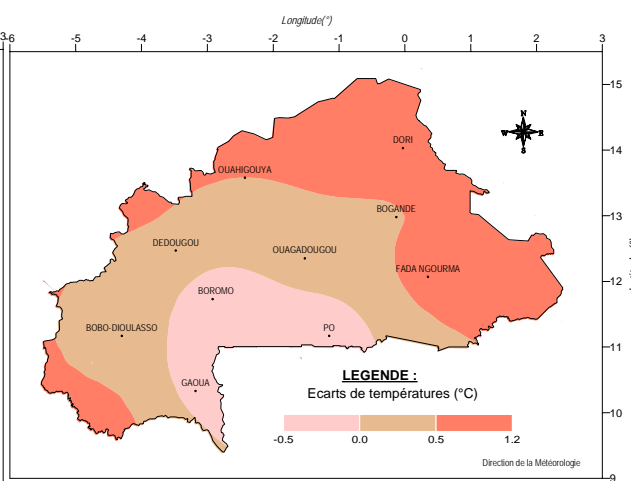 Longitude(°)
-6 -5 -4 -3 -2 -1 0 1 2 3
3
15
N
W E
S
14
DORI
OUAHIGOUYA
13
BOGANDE
DEDOUGOU
OUAGADOUGOU
FADA NGOURMA
12
BOROMO
BOBO-DIOULASSO
PO
11
LEGENDE :
GAOUA
Ecarts de températures (°C)
10
-0.5 0.0 0.5 1.2
Direction de la Météorologie
9